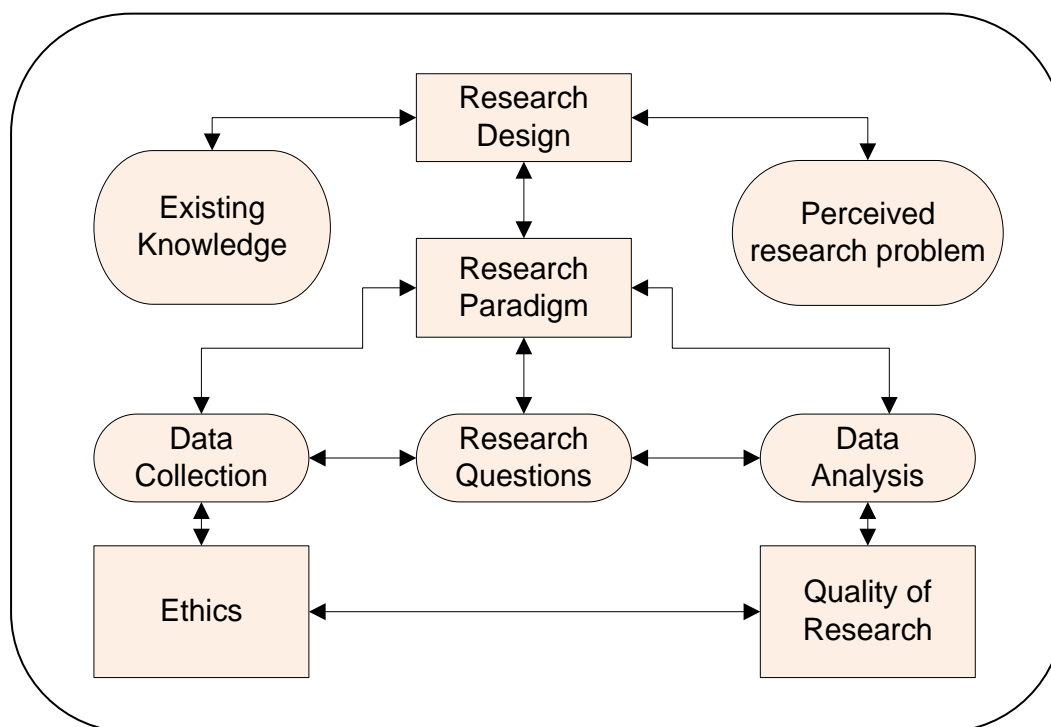 Research
Design
Existing
Knowledge
Perceived
research problem
Research
Paradigm
Data
Collection
Research
Questions
Data
Analysis
Ethics
Quality of
Research